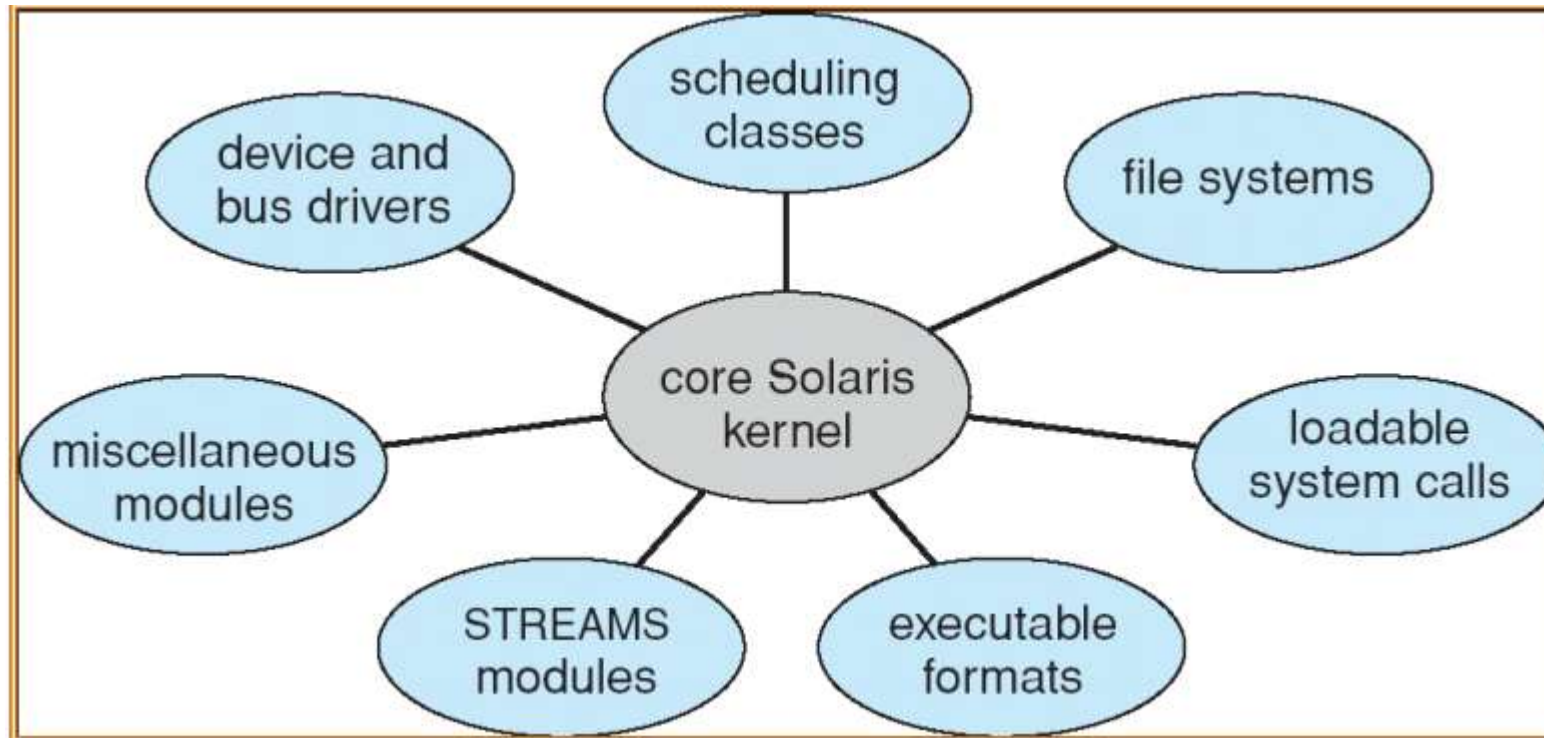 scheduling
classes
device and
bus drivers
file systems
core Solaris
kernel
miscellaneous
modules
loadable
system calls
STREAMS
modules
executable
formats